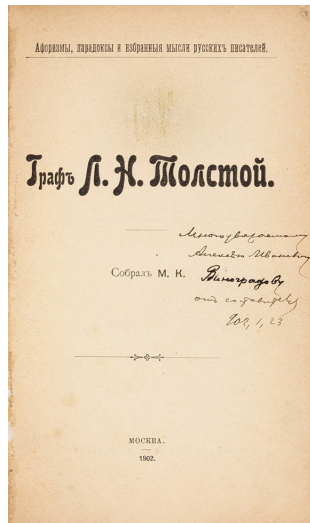 Афоризмы, парадоксы и избранныя мысли русскихъ писателей.
Графъ Л. Н. Толстой.
Многоуважаемому
Алексѣю Ивановичу
Собралъ М. К.
Виноградову
отъ составителя
902, 1, 23
МОСКВА.
1902.